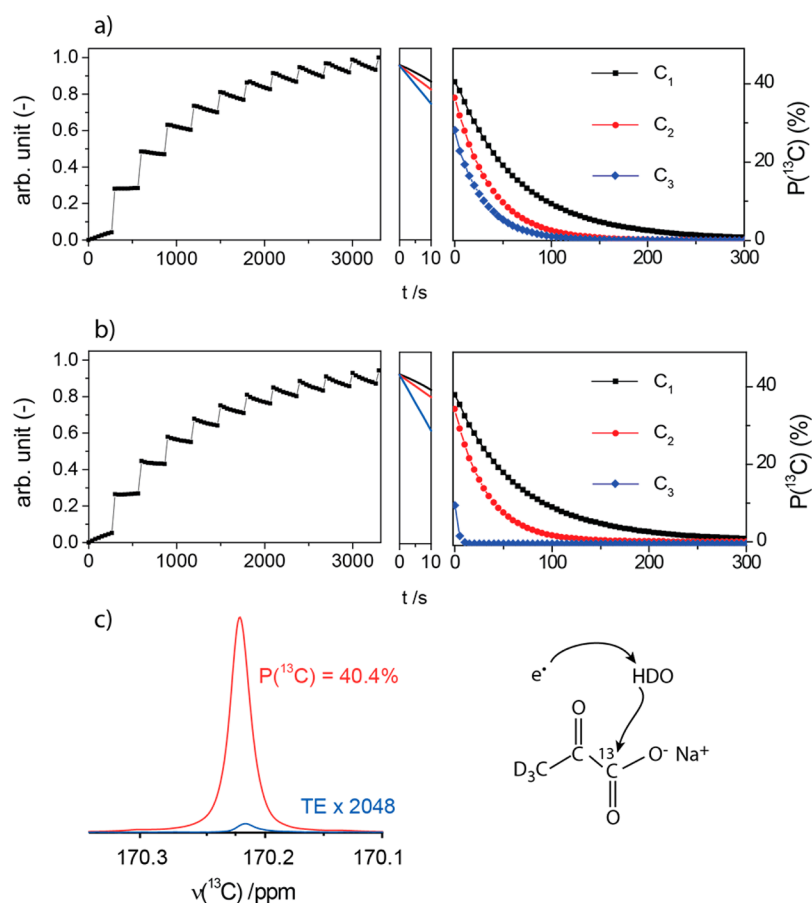 a)
arb. unit (-)
1.0
0.8
0.6
0.4
0.2
0.0
0 1000 2000 3000
0 10
C₁
C₂
C₃
0 100 200 300
40
20
0
P(¹³C) (%)
t /s
b)
arb. unit (-)
1.0
0.8
0.6
0.4
0.2
0.0
0 1000 2000 3000
0 10
C₁
C₂
C₃
0 100 200 300
40
20
0
P(¹³C) (%)
t /s
c)
P(¹³C) = 40.4%
TE x 2048
170.3 170.2 170.1
ν(¹³C) /ppm
e•
HDO
O
D₃C
¹³C
O⁻ Na⁺
O